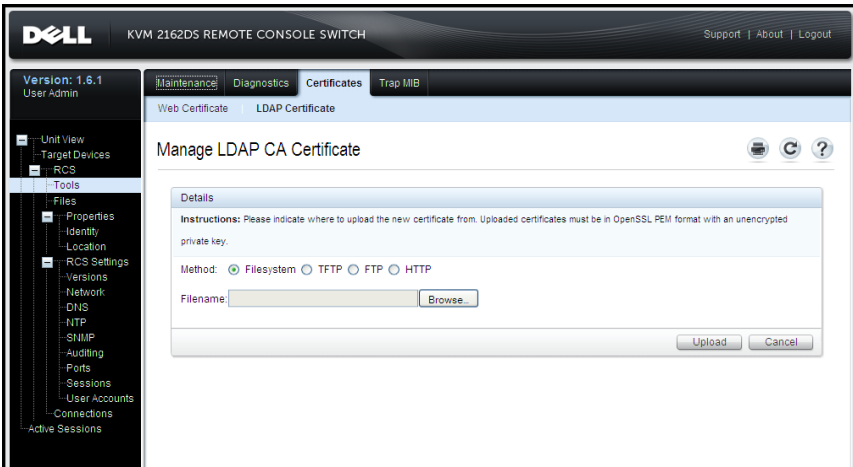 DELL KVM 2162DS REMOTE CONSOLE SWITCH Support | About | Logout
Version: 1.6.1
User Admin
Maintenance Diagnostics Certificates Trap MIB
Web Certificate LDAP Certificate
Unit View
Target Devices
RCS
Tools
Files
Properties
Identity
Location
RCS Settings
Versions
Network
DNS
NTP
SNMP
Auditing
Ports
Sessions
User Accounts
Connections
Active Sessions
Manage LDAP CA Certificate
Details
Instructions: Please indicate where to upload the new certificate from. Uploaded certificates must be in OpenSSL PEM format with an unencrypted
private key.
Method: Filesystem TFTP FTP HTTP
Filename: Browse...
Upload Cancel